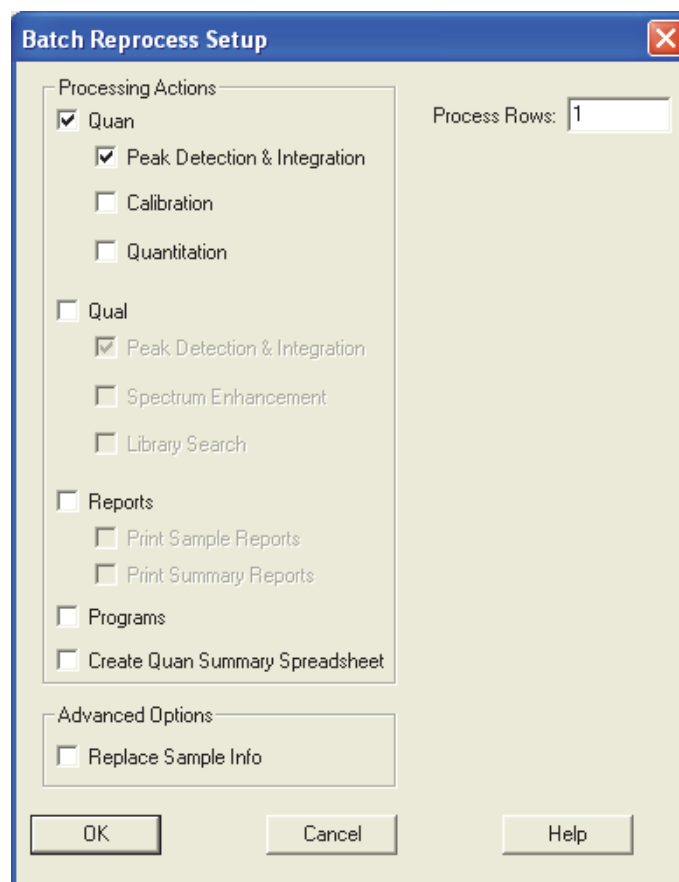 Batch Reprocess Setup
Processing Actions
Process Rows: 1
Quan
Peak Detection & Integration
Calibration
Quantitation
Qual
Peak Detection & Integration
Spectrum Enhancement
Library Search
Reports
Print Sample Reports
Print Summary Reports
Programs
Create Quan Summary Spreadsheet
Advanced Options
Replace Sample Info
OK Cancel Help